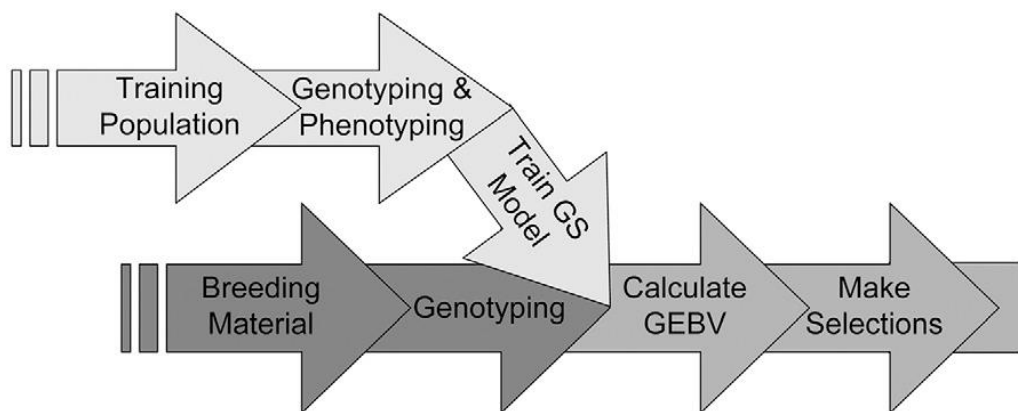 Training
Population
Genotyping &
Phenotyping
Train GS
Model
Breeding
Material
Genotyping
Calculate
GEBV
Make
Selections